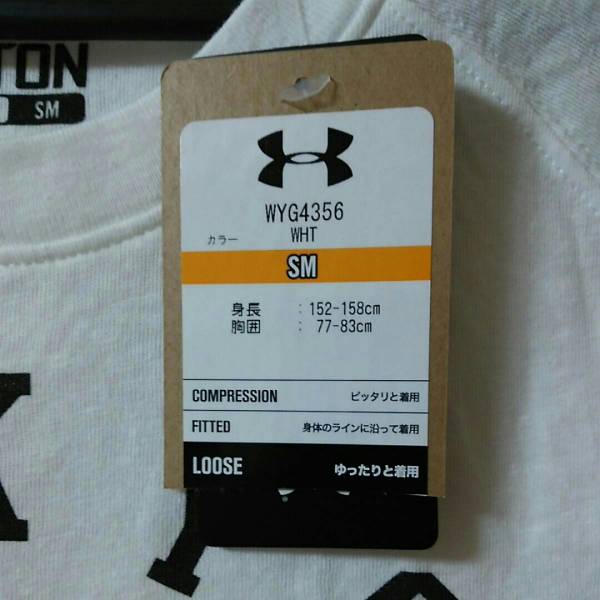 TON
SM
WYG4356
カラー WHT
SM
身長 : 152-158cm
胸囲 : 77-83cm
COMPRESSION ピッタリと着用
FITTED 身体のラインに沿って着用
LOOSE ゆったりと着用